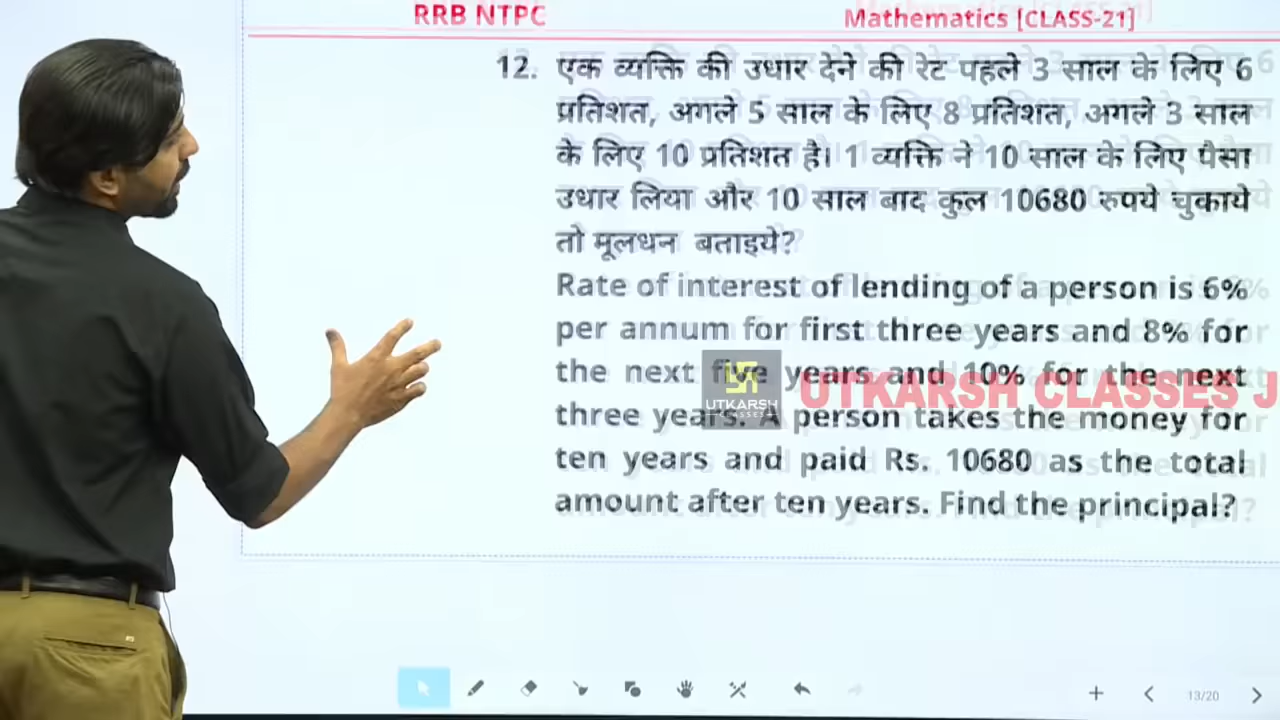 RRB NTPC
Mathematics [CLASS-21]
12. एक व्यक्ति की उधार देने की रेट पहले 3 साल के लिए 6
प्रतिशत, अगले 5 साल के लिए 8 प्रतिशत, अगले 3 साल
के लिए 10 प्रतिशत है। 1 व्यक्ति ने 10 साल के लिए पैसा
उधार लिया और 10 साल बाद कुल 10680 रुपये चुकाये
तो मूलधन बताइये?
Rate of interest of lending of a person is 6%
per annum for first three years and 8% for
the next five years and 10% for the next
three years. A person takes the money for
ten years and paid Rs. 10680 as the total
amount after ten years. Find the principal?
UTKARSH
CLASSES
UTKARSH CLASSES J
13/20